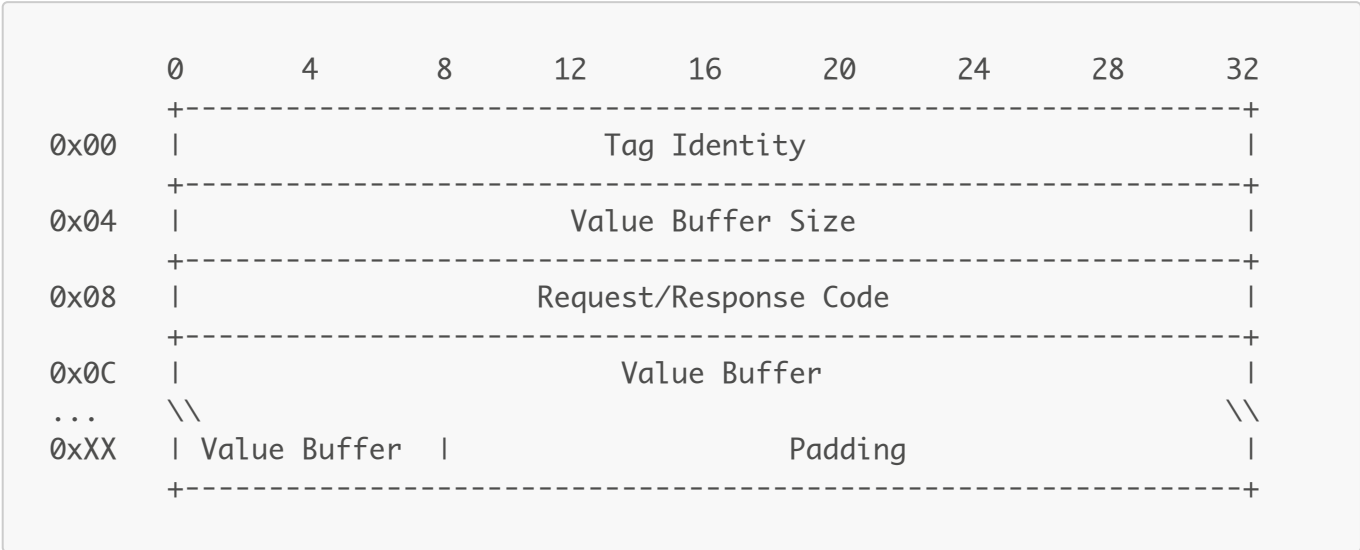 0 4 8 12 16 20 24 28 32
+---------------------------------------------------------------+
0x00 | Tag Identity |
+---------------------------------------------------------------+
0x04 | Value Buffer Size |
+---------------------------------------------------------------+
0x08 | Request/Response Code |
+---------------------------------------------------------------+
0x0C | Value Buffer |
... \\ \\
0xXX | Value Buffer | Padding |
+---------------------------------------------------------------+